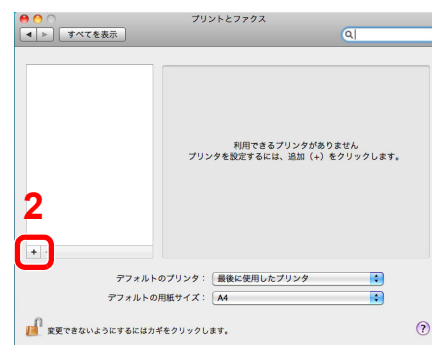 プリントとファクス
すべてを表示
利用できるプリンタがありません
プリンタを設定するには、追加（+）をクリックします。
2
+ -
デフォルトのプリンタ： 最後に使用したプリンタ
デフォルトの用紙サイズ： A4
変更できないようにするにはカギをクリックします。
?